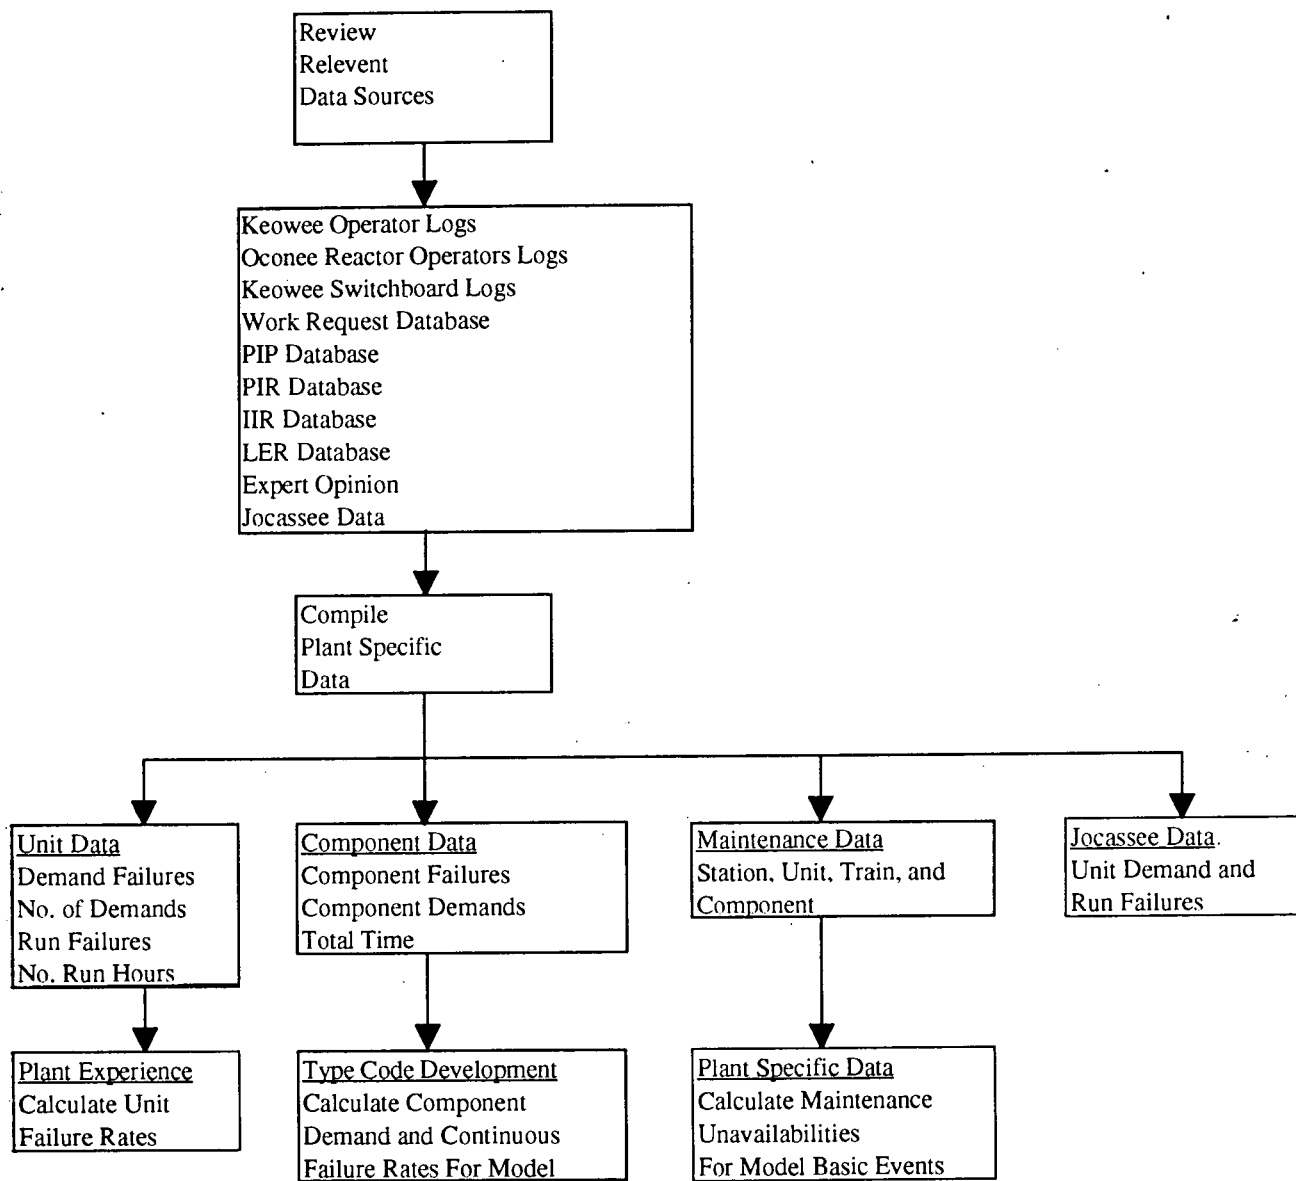 Review
Relevent
Data Sources
Keowee Operator Logs
Oconee Reactor Operators Logs
Keowee Switchboard Logs
Work Request Database
PIP Database
PIR Database
IIR Database
LER Database
Expert Opinion
Jocassee Data
Compile
Plant Specific
Data
Unit Data
Demand Failures
No. of Demands
Run Failures
No. Run Hours
Component Data
Component Failures
Component Demands
Total Time
Maintenance Data
Station, Unit, Train, and
Component
Jocassee Data.
Unit Demand and
Run Failures
Plant Experience
Calculate Unit
Failure Rates
Type Code Development
Calculate Component
Demand and Continuous
Failure Rates For Model
Plant Specific Data
Calculate Maintenance
Unavailabilities
For Model Basic Events